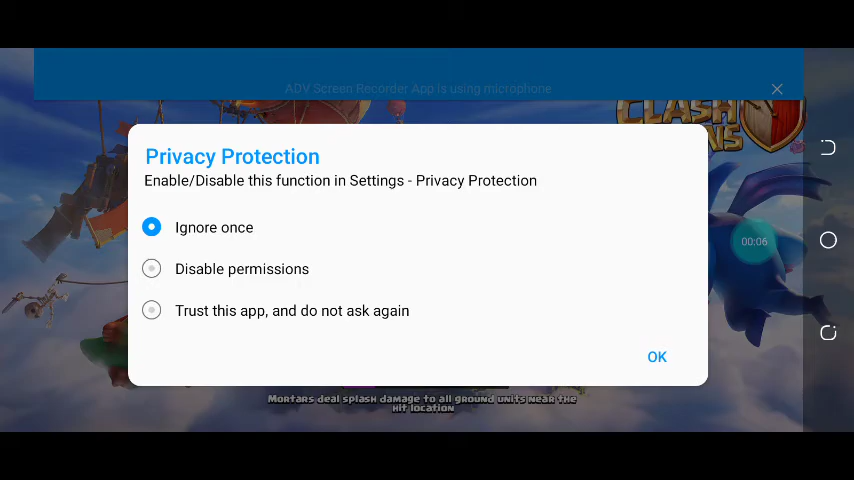 ADV Screen Recorder App is using microphone
CLASH
Privacy Protection
Enable/Disable this function in Settings - Privacy Protection
Ignore once
00:06
Disable permissions
Trust this app, and do not ask again
OK
Mortars deal splash damage to all ground units near the
hit location